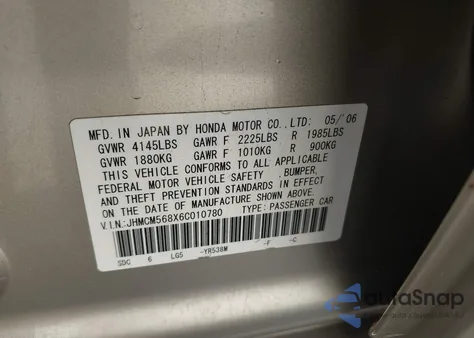 MFD. IN JAPAN BY HONDA MOTOR CO., LTD: 05/'06
GVWR 4145LBS GAWR F 2225LBS R 1985LBS
GVWR 1880KG GAWR F 1010KG R 900KG
THIS VEHICLE CONFORMS TO ALL APPLICABLE
FEDERAL MOTOR VEHICLE SAFETY, BUMPER,
AND THEFT PREVENTION STANDARDS IN EFFECT
ON THE DATE OF MANUFACTURE SHOWN ABOVE.
V.I.N.:JHMCM568X6C010780 TYPE: PASSENGER CAR
SDC 6 LG5 -YR538M -F -C
AutaSnap